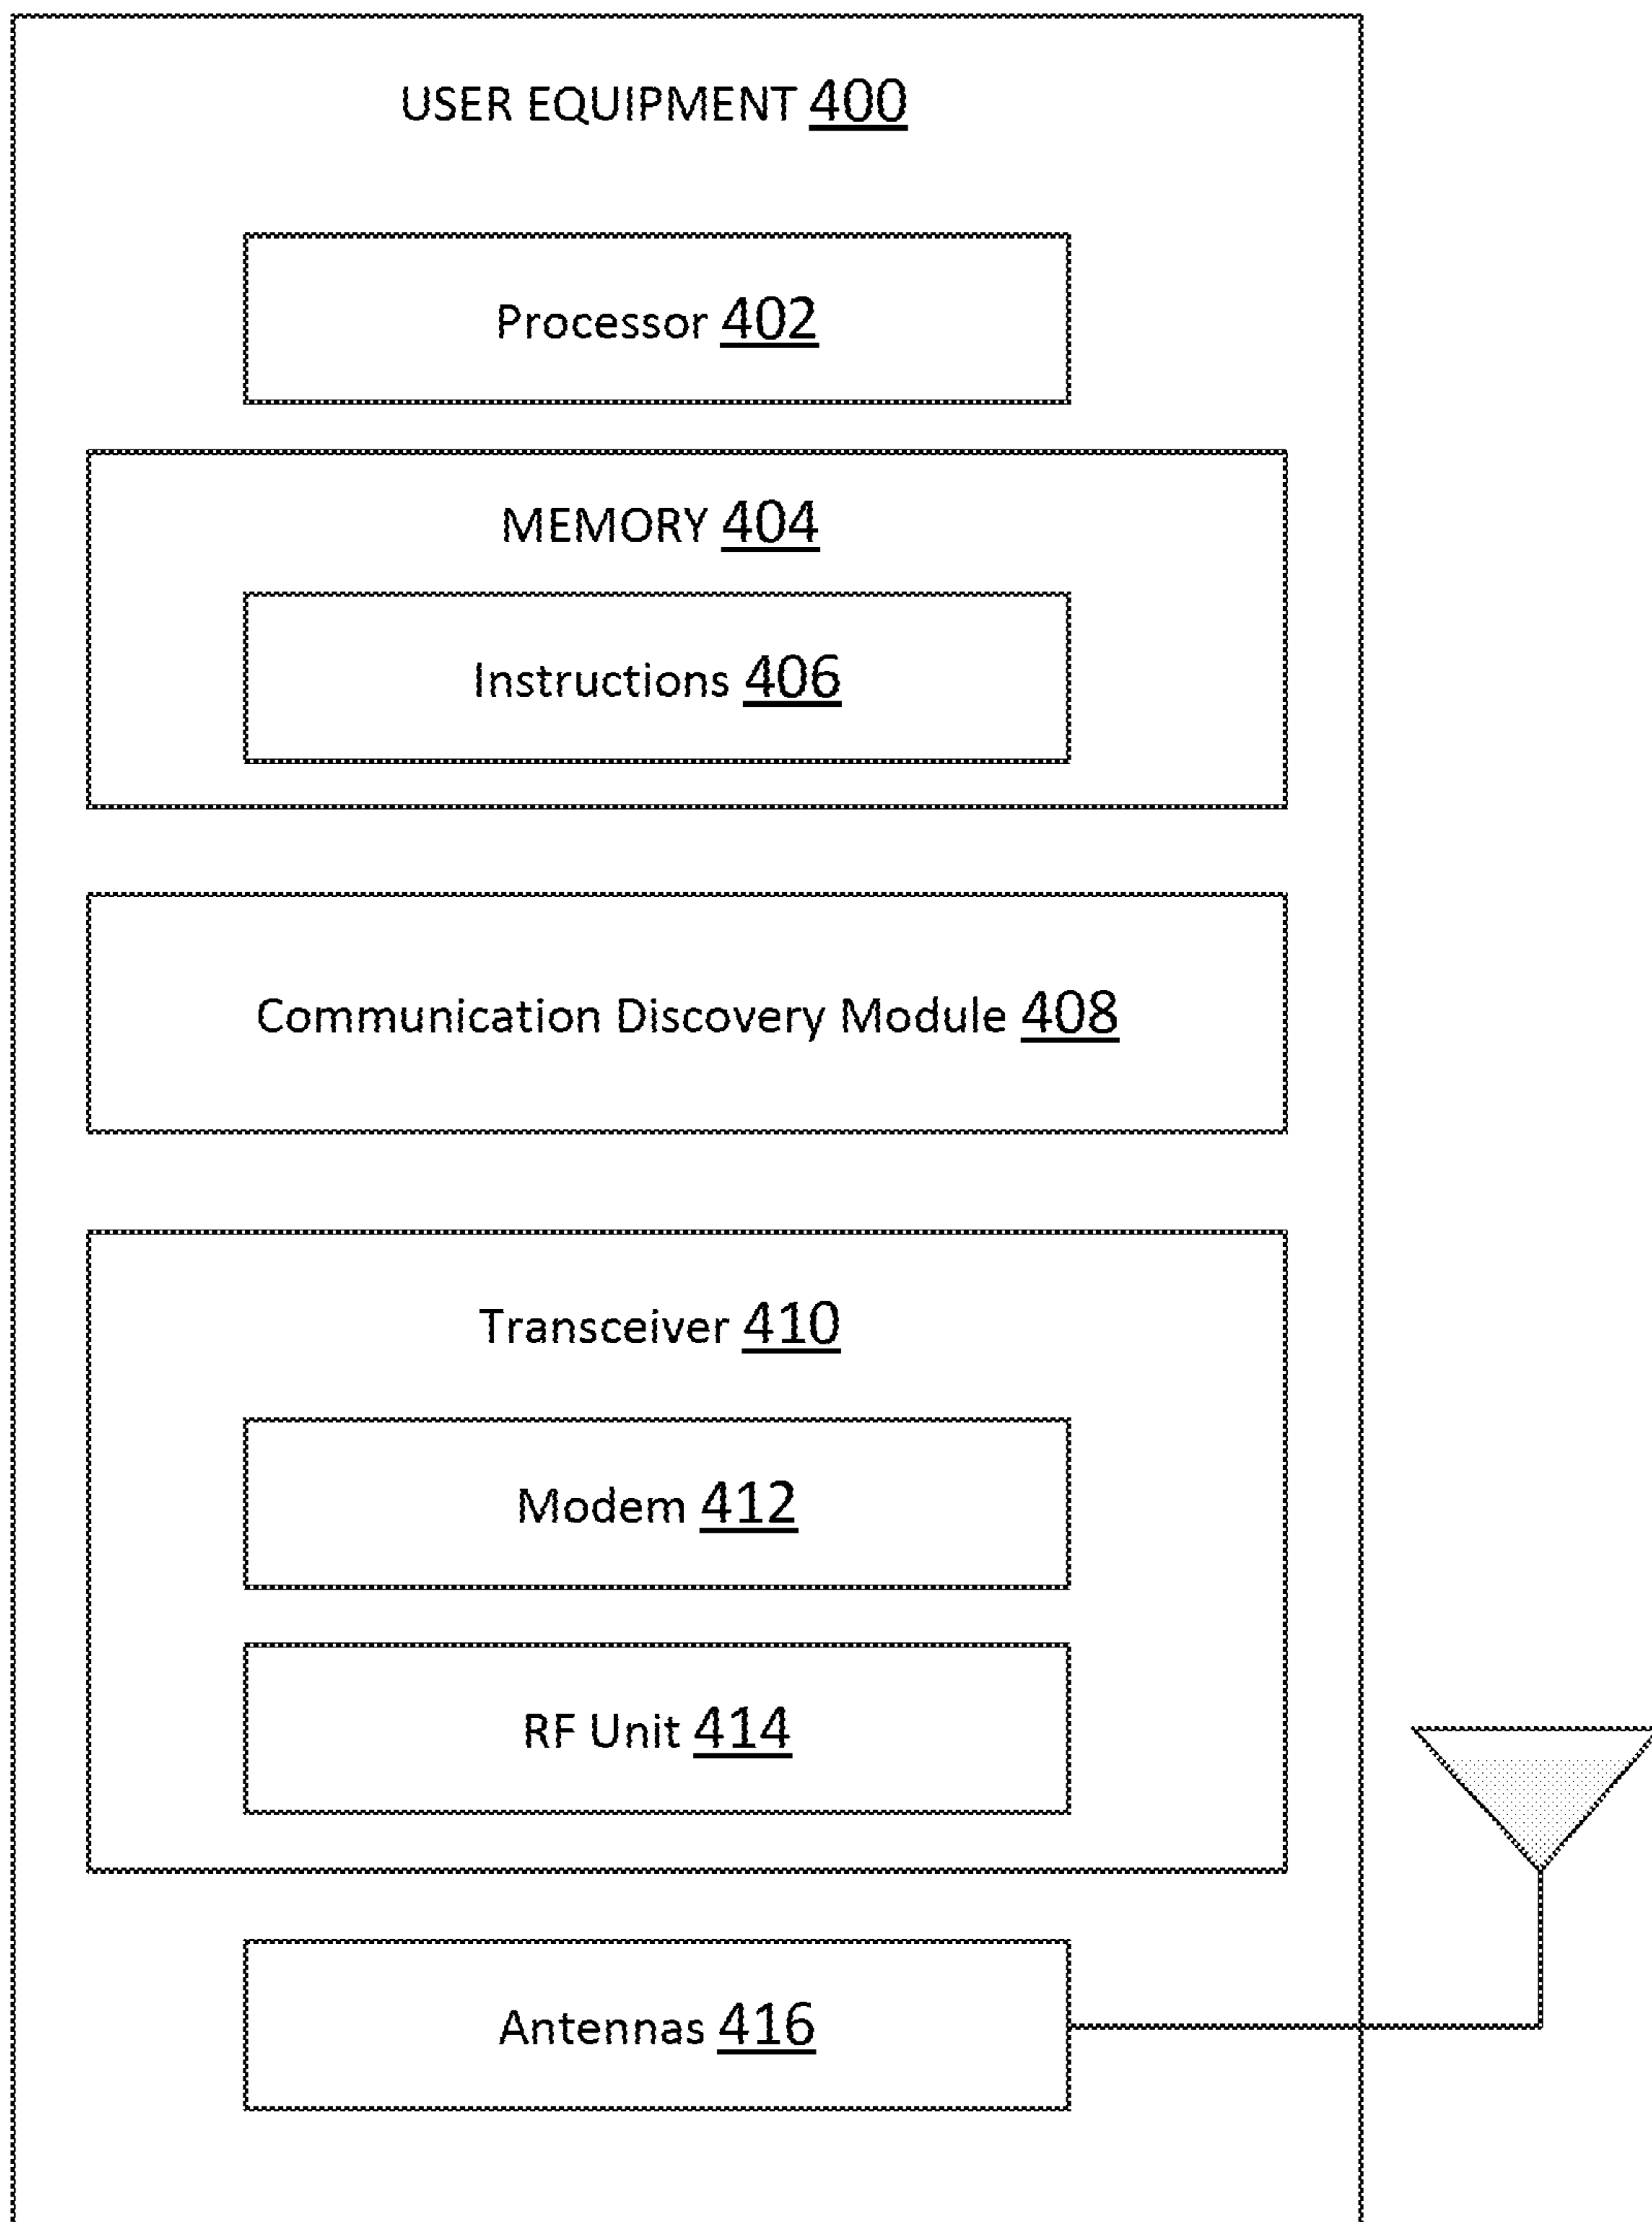 USER EQUIPMENT 400
Processor 402
MEMORY 404
Instructions 406
Communication Discovery Module 408
Transceiver 410
Modem 412
RF Unit 414
Antennas 416